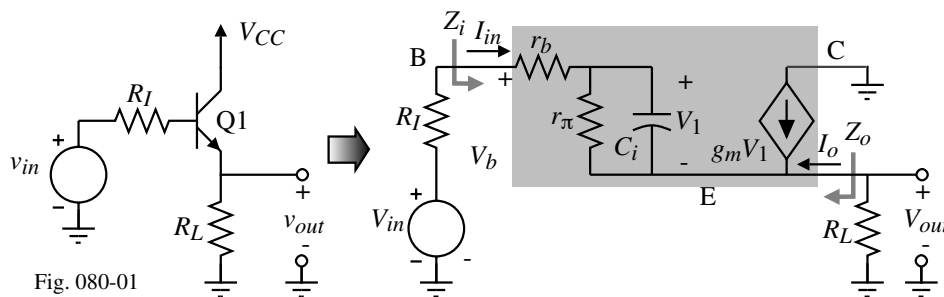 V_CC
R_I
Q1
v_in
+
−
R_L
+
v_out
-
Fig. 080-01
Z_i
I_in
B
+
r_b
C
R_I
r_π
C_i
+
V_1
-
g_mV_1
I_o
Z_o
V_b
E
V_in
+
−
-
R_L
+
V_out
-